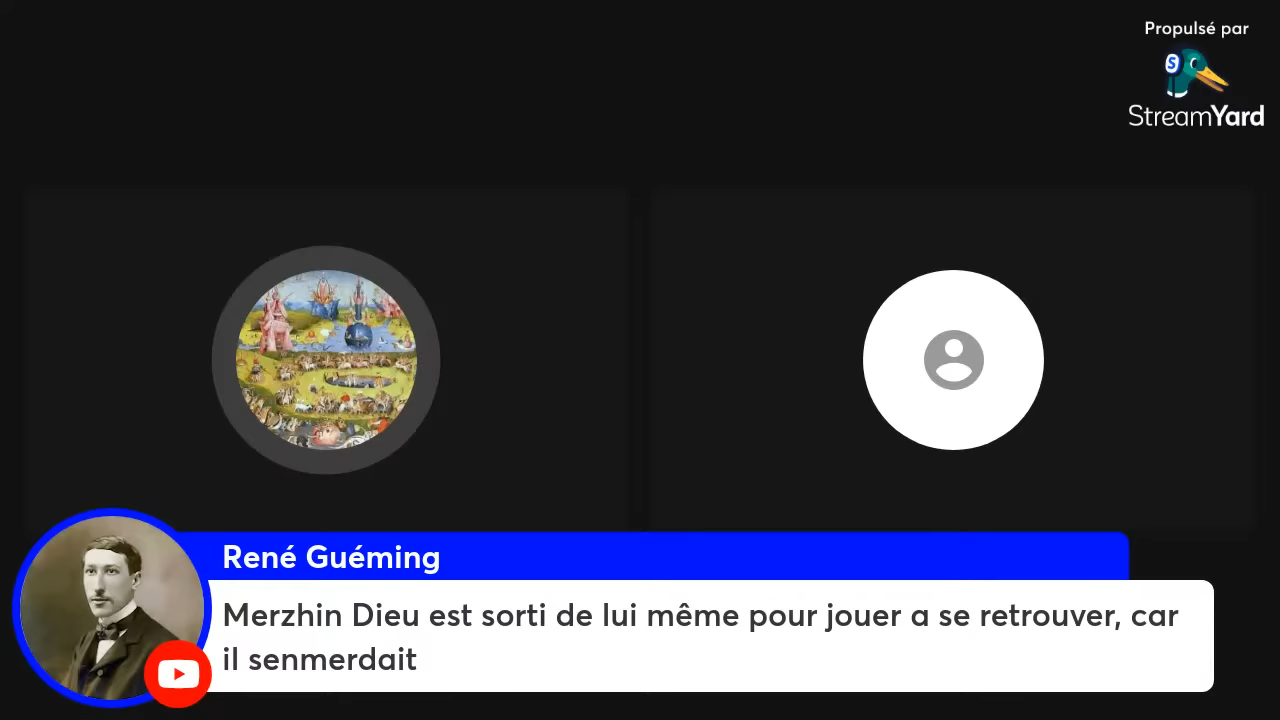 Propulsé par
StreamYard
René Guéming
Merzhin Dieu est sorti de lui même pour jouer a se retrouver, car
il senmerdait